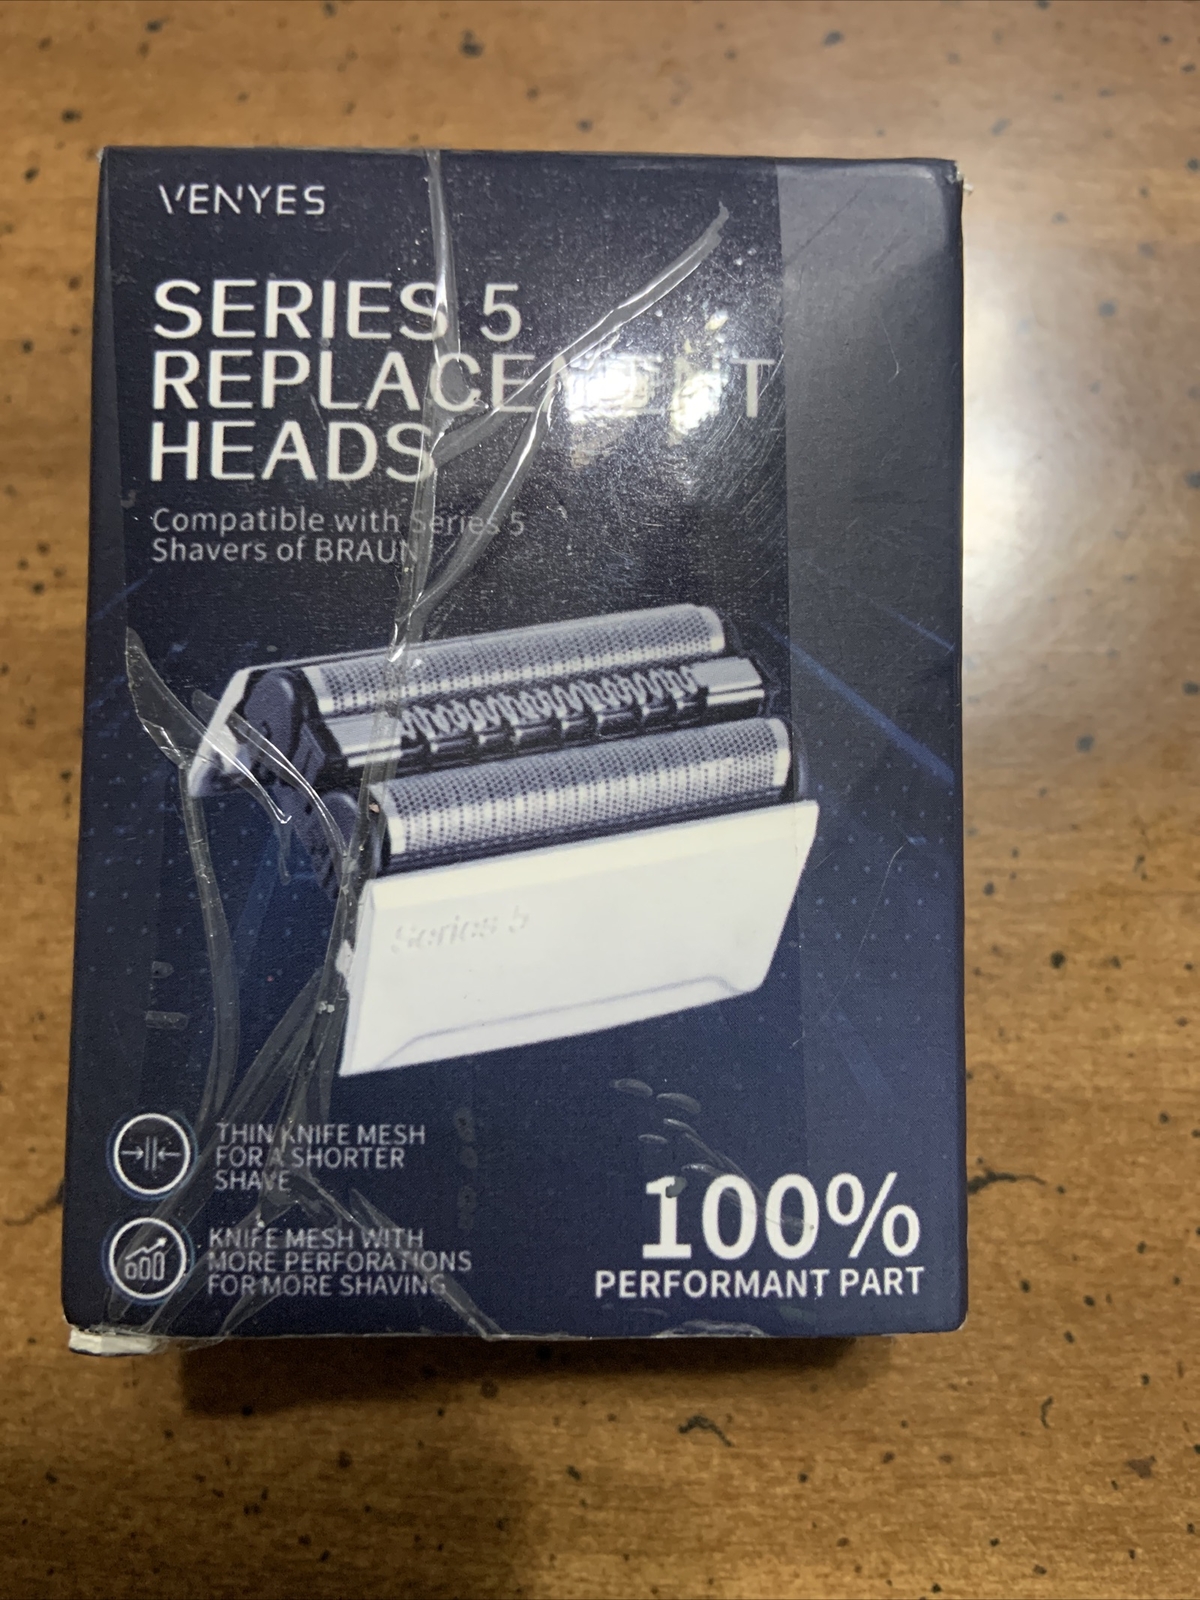 VENYES
SERIES 5
REPLACEMENT
HEADS
Compatible with Series 5
Shavers of BRAUN
Series 5
THIN KNIFE MESH
FOR A SHORTER
SHAVE
KNIFE MESH WITH
MORE PERFORATIONS
FOR MORE SHAVING
100%
PERFORMANT PART